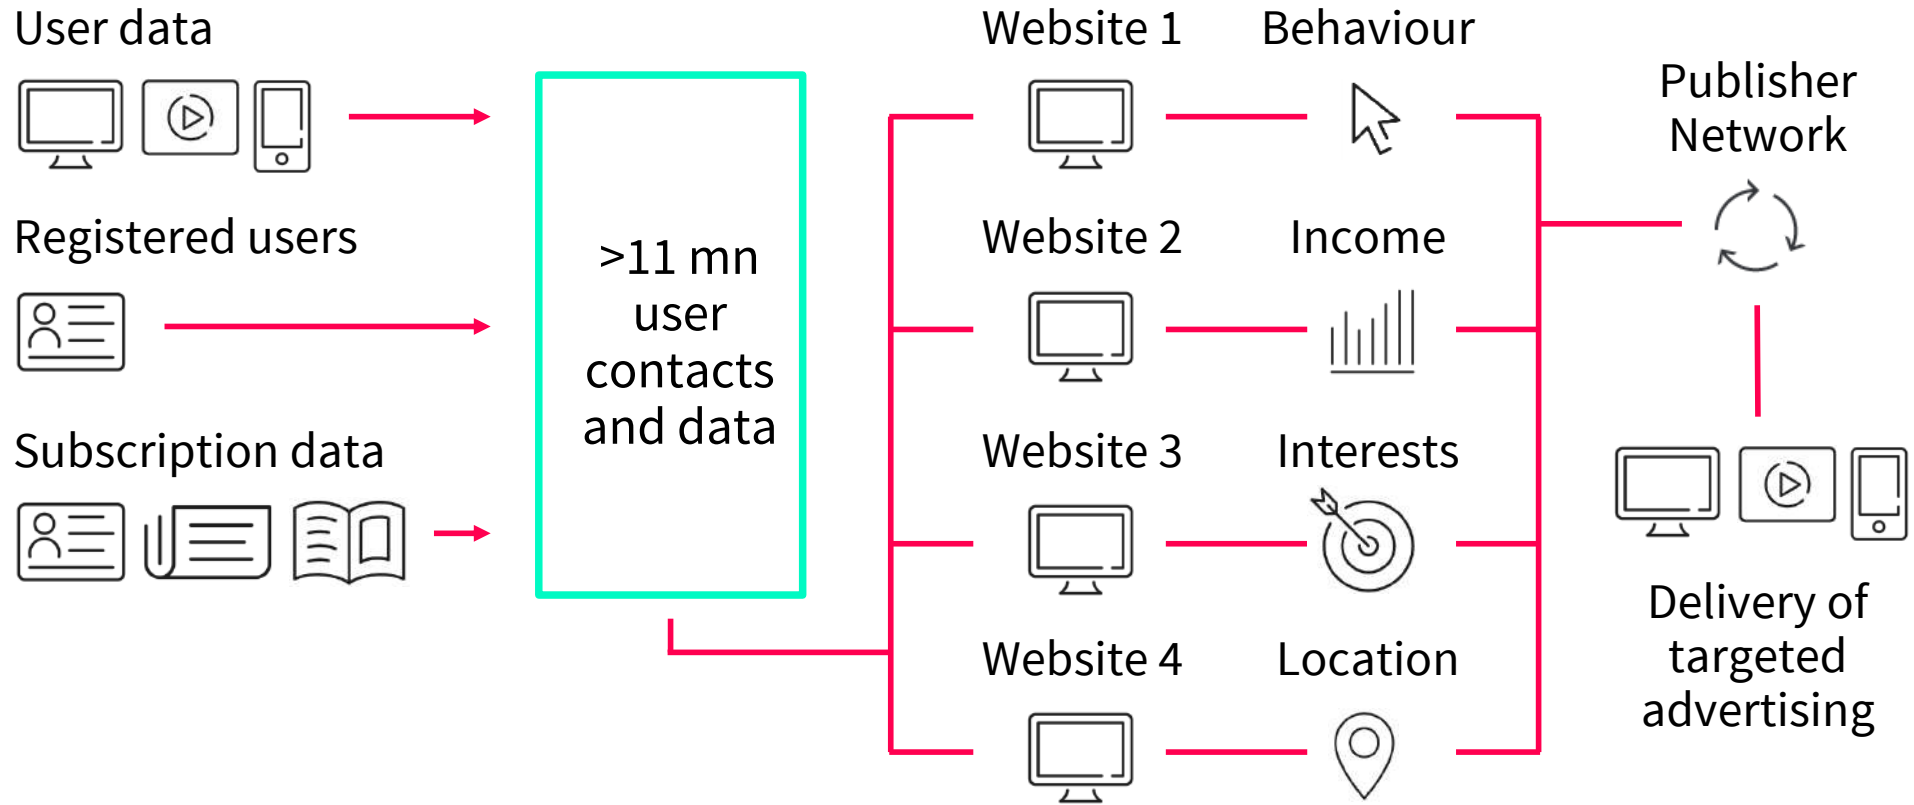 User data
Registered users
Subscription data
>11 mn
user
contacts
and data
Website 1
Behaviour
Website 2
Income
Website 3
Interests
Website 4
Location
Publisher
Network
Delivery of
targeted
advertising